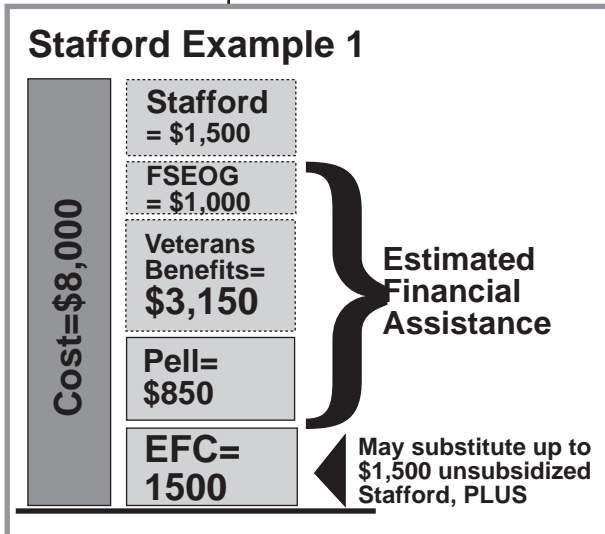 Stafford Example 1
Cost=$8,000
Stafford
= $1,500
FSEOG
= $1,000
Veterans
Benefits=
$3,150
Pell=
$850
EFC=
1500
Estimated
Financial
Assistance
May substitute up to
$1,500 unsubsidized
Stafford, PLUS